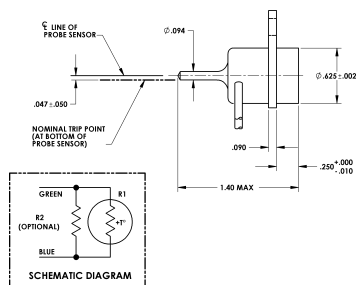 ℄ LINE OF
PROBE SENSOR
Ø.094
Ø.625±.002
.047±.050
NOMINAL TRIP POINT
(AT BOTTOM OF
PROBE SENSOR)
.090
.250 +.000
-.010
1.40 MAX
GREEN
R1
R2
(OPTIONAL)
+T°
BLUE
SCHEMATIC DIAGRAM